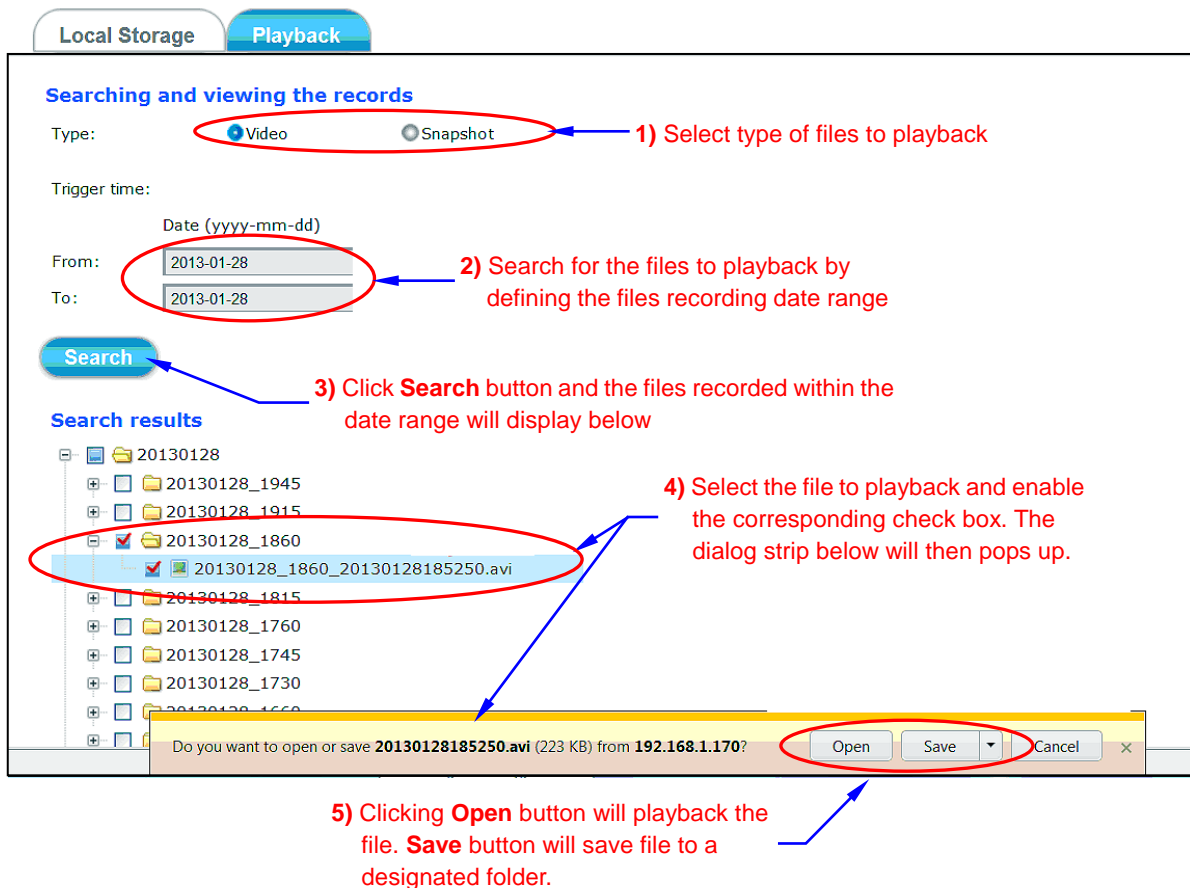 Local Storage
Playback
Searching and viewing the records
Type:
Video
Snapshot
1) Select type of files to playback
Trigger time:
Date (yyyy-mm-dd)
From:
2013-01-28
To:
2013-01-28
2) Search for the files to playback by
defining the files recording date range
Search
3) Click Search button and the files recorded within the
date range will display below
Search results
20130128
20130128_1945
20130128_1915
20130128_1860
20130128_1860_20130128185250.avi
20130128_1815
20130128_1760
20130128_1745
20130128_1730
20130128_1660
4) Select the file to playback and enable
the corresponding check box. The
dialog strip below will then pops up.
Do you want to open or save 20130128185250.avi (223 KB) from 192.168.1.170?
Open
Save
Cancel
5) Clicking Open button will playback the
file. Save button will save file to a
designated folder.